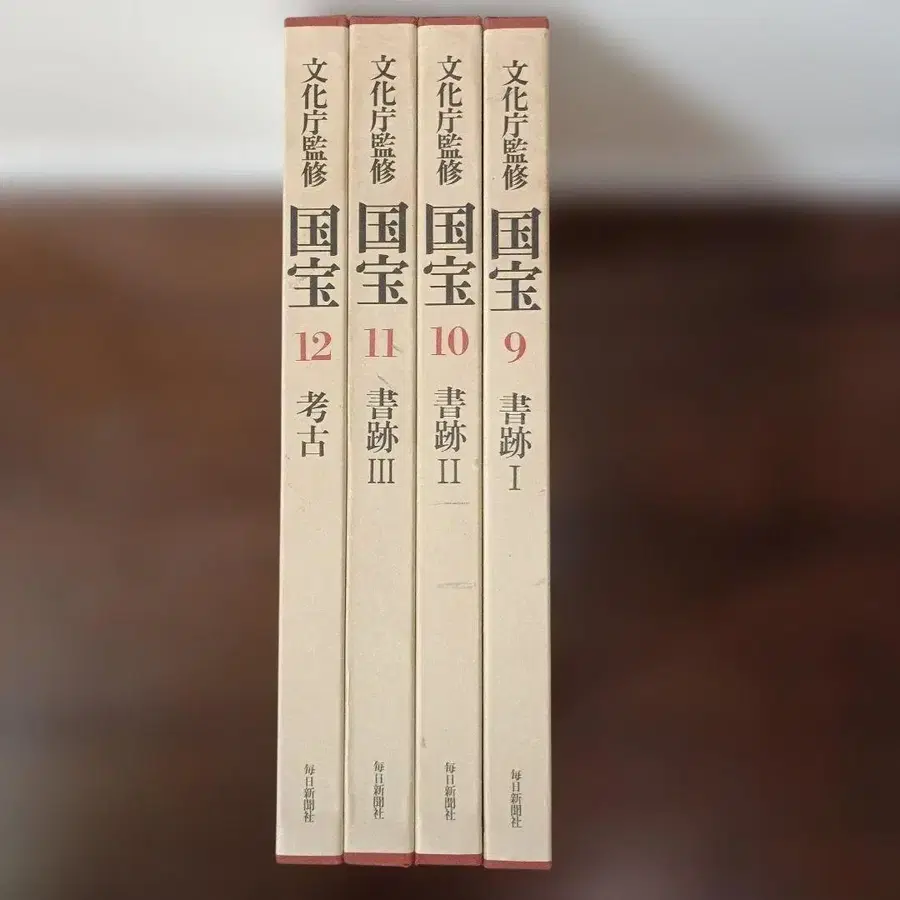 文化庁監修
国宝
12
考古
毎日新聞社
文化庁監修
国宝
11
書跡III
毎日新聞社
文化庁監修
国宝
10
書跡II
毎日新聞社
文化庁監修
国宝
9
書跡I
毎日新聞社